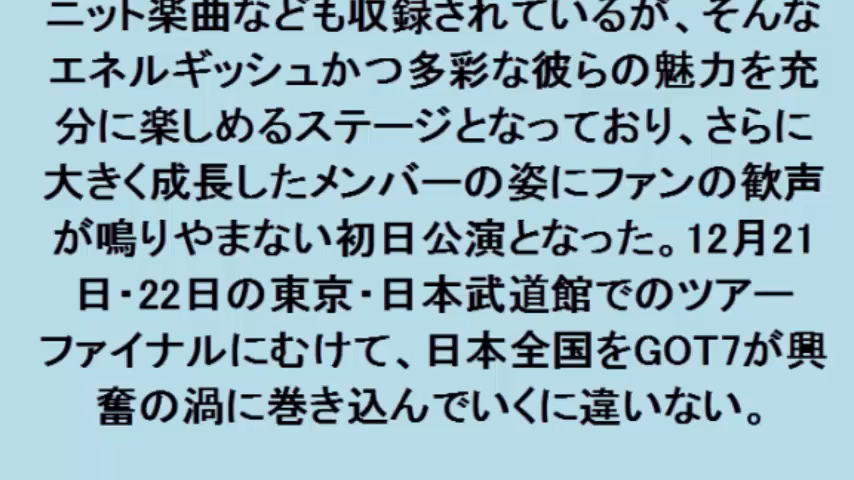 ニット楽曲なども収録されているが、そんな
エネルギッシュかつ多彩な彼らの魅力を充
分に楽しめるステージとなっており、さらに
大きく成長したメンバーの姿にファンの歓声
が鳴りやまない初日公演となった。12月21
日・22日の東京・日本武道館でのツアー
ファイナルにむけて、日本全国をGOT7が興
奮の渦に巻き込んでいくに違いない。